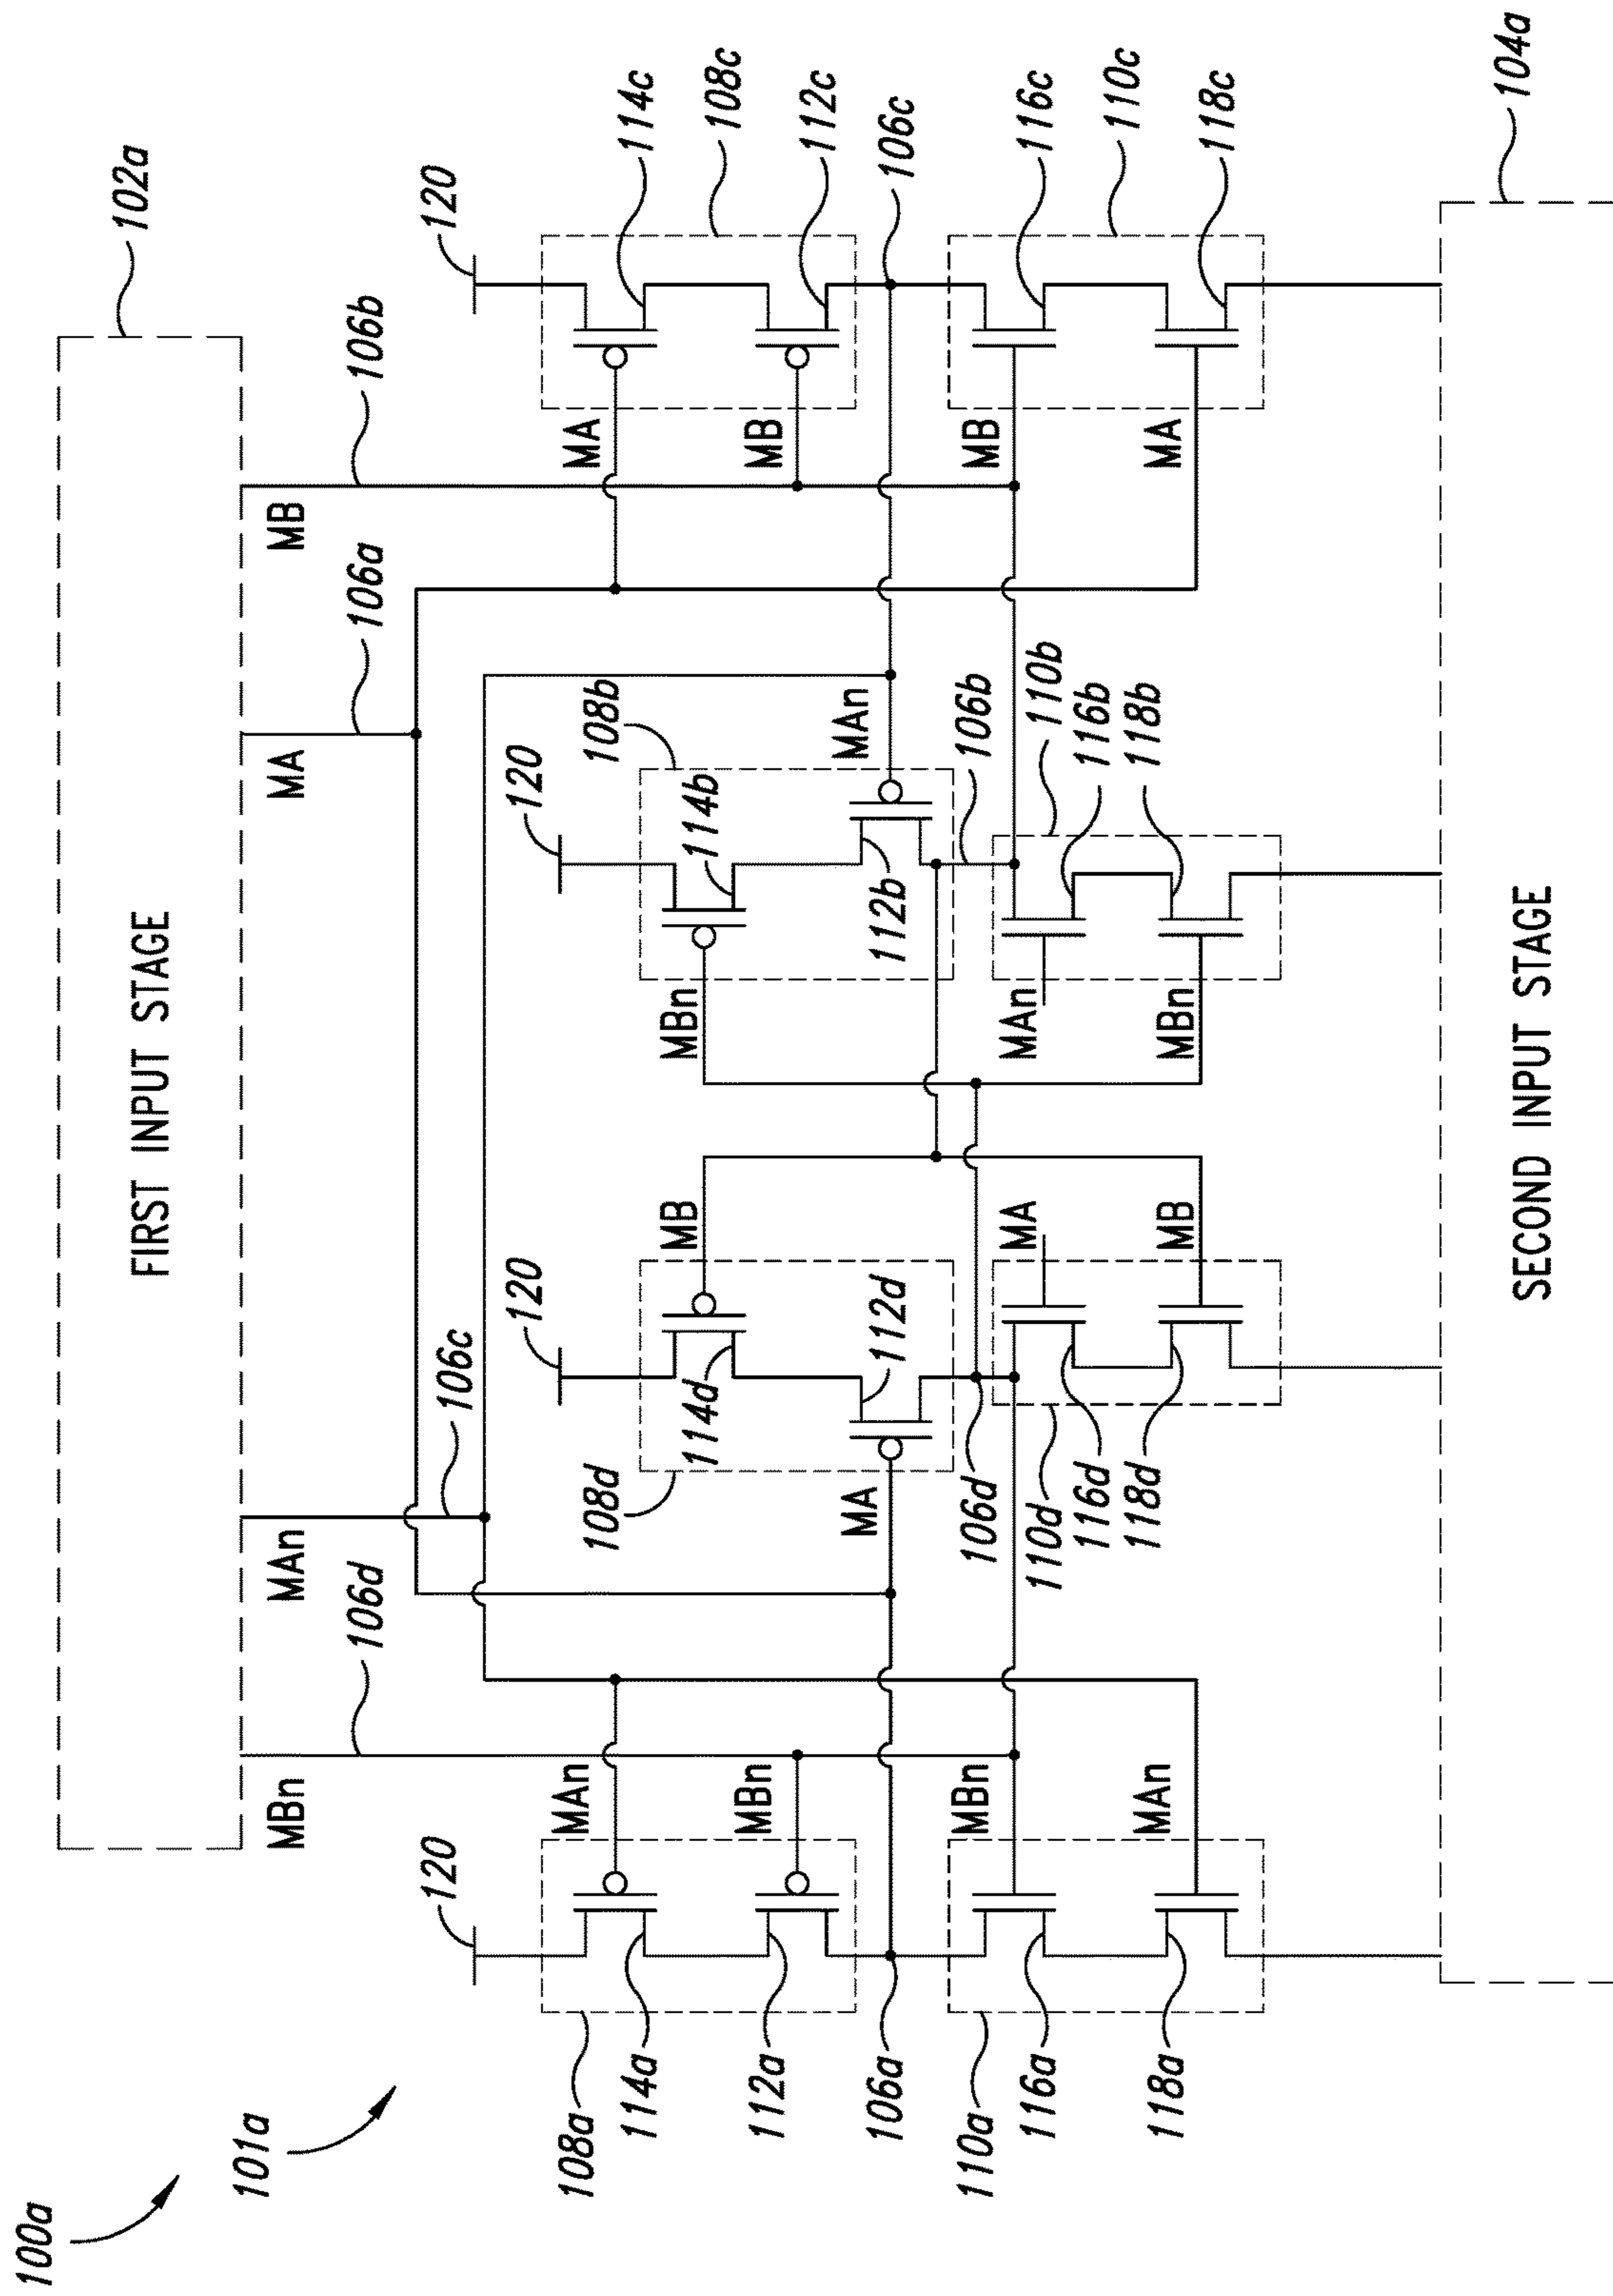 100a
101a
102a
FIRST INPUT STAGE
MBn
106d
MAn
106c
MA
106a
MB
106b
120
120
120
120
108a
114a
112a
MAn
MBn
106a
110a
116a
118a
MBn
MAn
108d
114d
112d
MB
MA
106d
110d
116d
118d
MA
MB
108b
114b
112b
MBn
MAn
106b
110b
116b
118b
MAn
MBn
114c
108c
112c
MA
MB
106c
116c
110c
118c
MB
MA
SECOND INPUT STAGE
104a